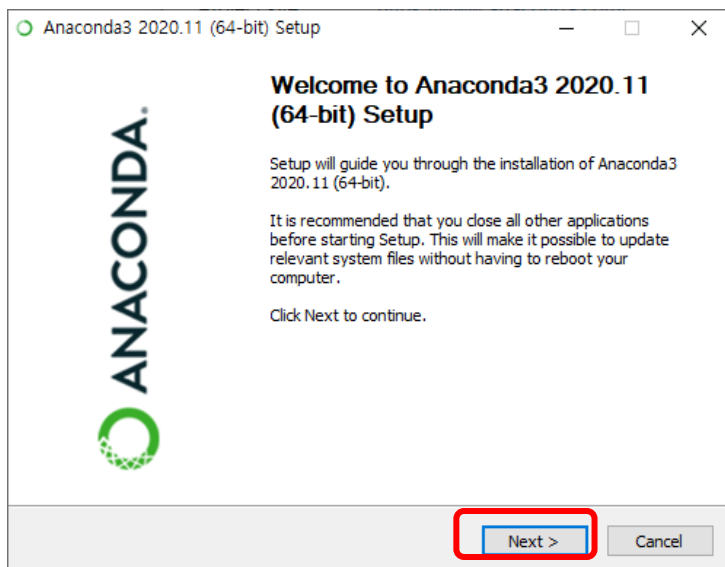 Anaconda3 2020.11 (64-bit) Setup
Welcome to Anaconda3 2020.11
(64-bit) Setup
Setup will guide you through the installation of Anaconda3
2020.11 (64-bit).
It is recommended that you close all other applications
before starting Setup. This will make it possible to update
relevant system files without having to reboot your
computer.
Click Next to continue.
ANACONDA.
Next >
Cancel